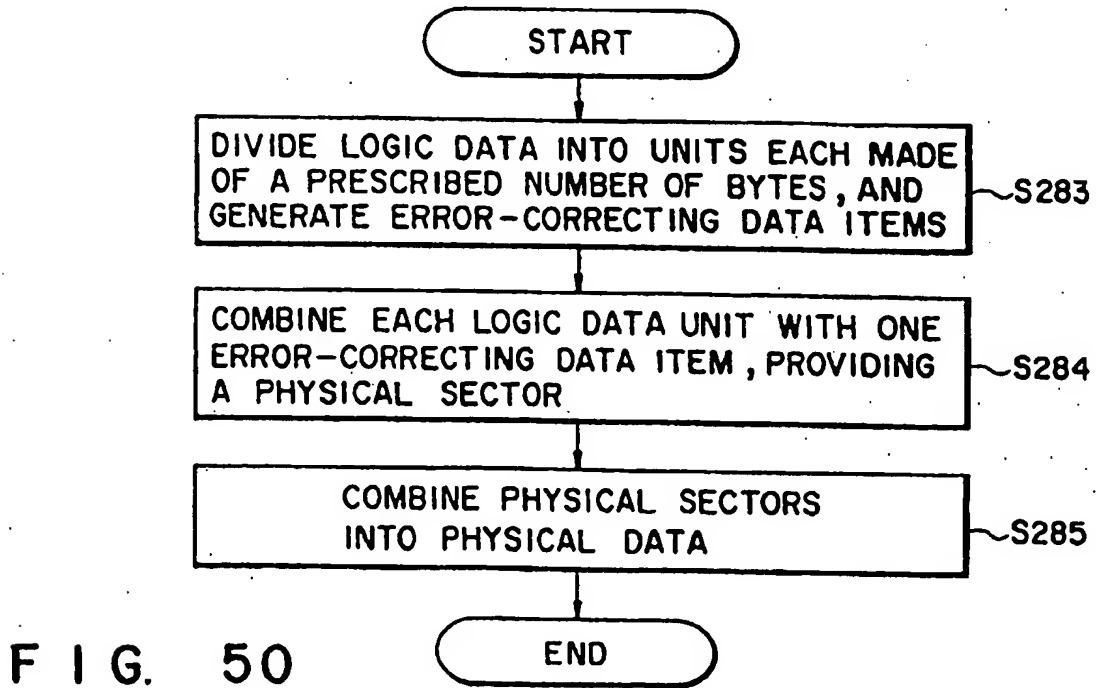 START
DIVIDE LOGIC DATA INTO UNITS EACH MADE
OF A PRESCRIBED NUMBER OF BYTES, AND
GENERATE ERROR-CORRECTING DATA ITEMS
S283
COMBINE EACH LOGIC DATA UNIT WITH ONE
ERROR-CORRECTING DATA ITEM, PROVIDING
A PHYSICAL SECTOR
S284
COMBINE PHYSICAL SECTORS
INTO PHYSICAL DATA
S285
END
FIG. 50